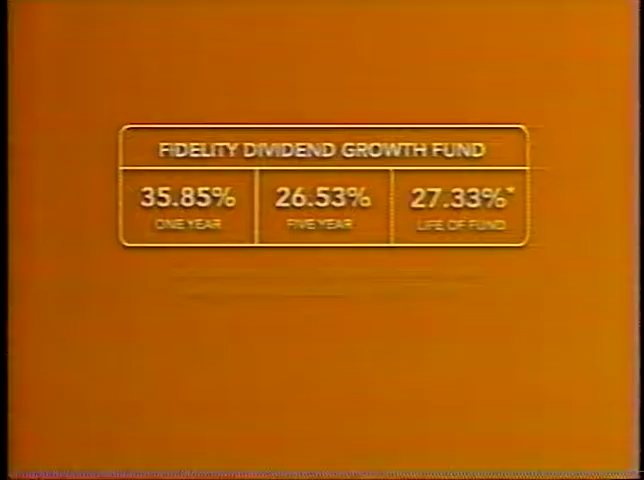 FIDELITY DIVIDEND GROWTH FUND
35.85% 26.53% 27.33%*
ONE YEAR FIVE YEAR LIFE OF FUND